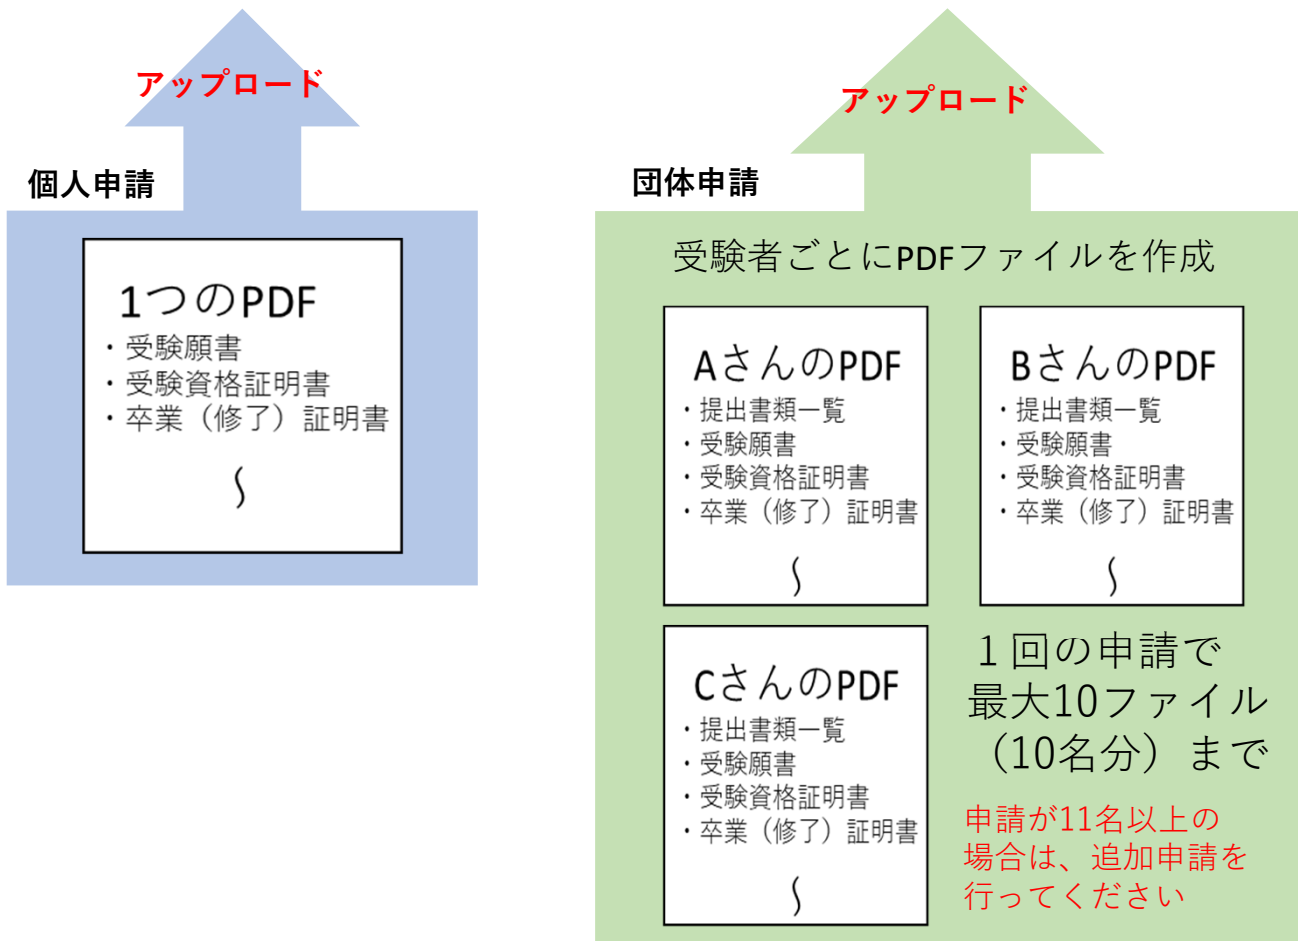 アップロード
個人申請
1つのPDF
・受験願書
・受験資格証明書
・卒業（修了）証明書
〜
アップロード
団体申請
受験者ごとにPDFファイルを作成
AさんのPDF
・提出書類一覧
・受験願書
・受験資格証明書
・卒業（修了）証明書
〜
BさんのPDF
・提出書類一覧
・受験願書
・受験資格証明書
・卒業（修了）証明書
〜
CさんのPDF
・提出書類一覧
・受験願書
・受験資格証明書
・卒業（修了）証明書
〜
１回の申請で
最大10ファイル
（10名分）まで
申請が11名以上の
場合は、追加申請を
行ってください